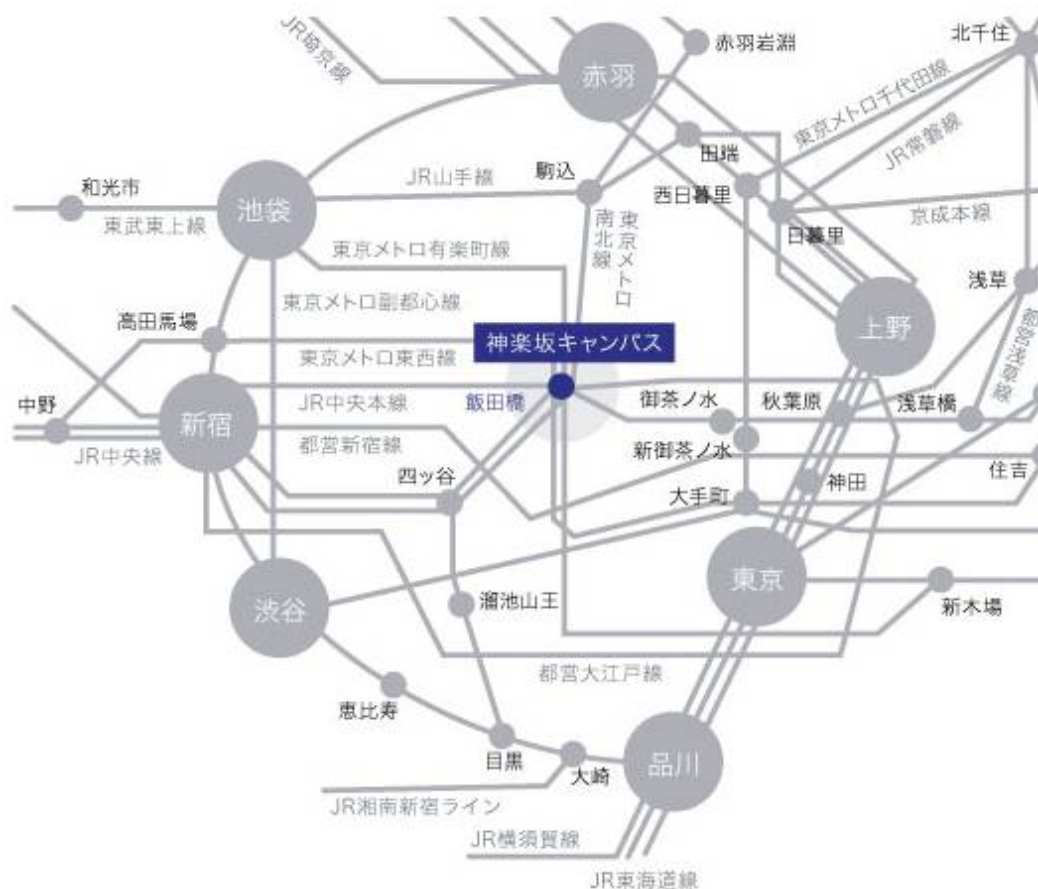 JR埼京線
赤羽
赤羽岩淵
北千住
東京メトロ千代田線
JR常磐線
田端
駒込
JR山手線
和光市
池袋
東武東上線
西日暮里
日暮里
京成本線
東京メトロ有楽町線
東京メトロ
南北線
浅草
東京メトロ副都心線
高田馬場
神楽坂キャンパス
上野
都営浅草線
東京メトロ東西線
中野
新宿
JR中央本線
飯田橋
御茶ノ水
秋葉原
浅草橋
JR中央線
都営新宿線
新御茶ノ水
四ッ谷
大手町
神田
住吉
東京
渋谷
溜池山王
新木場
都営大江戸線
恵比寿
目黒
大崎
品川
JR湘南新宿ライン
JR横須賀線
JR東海道線